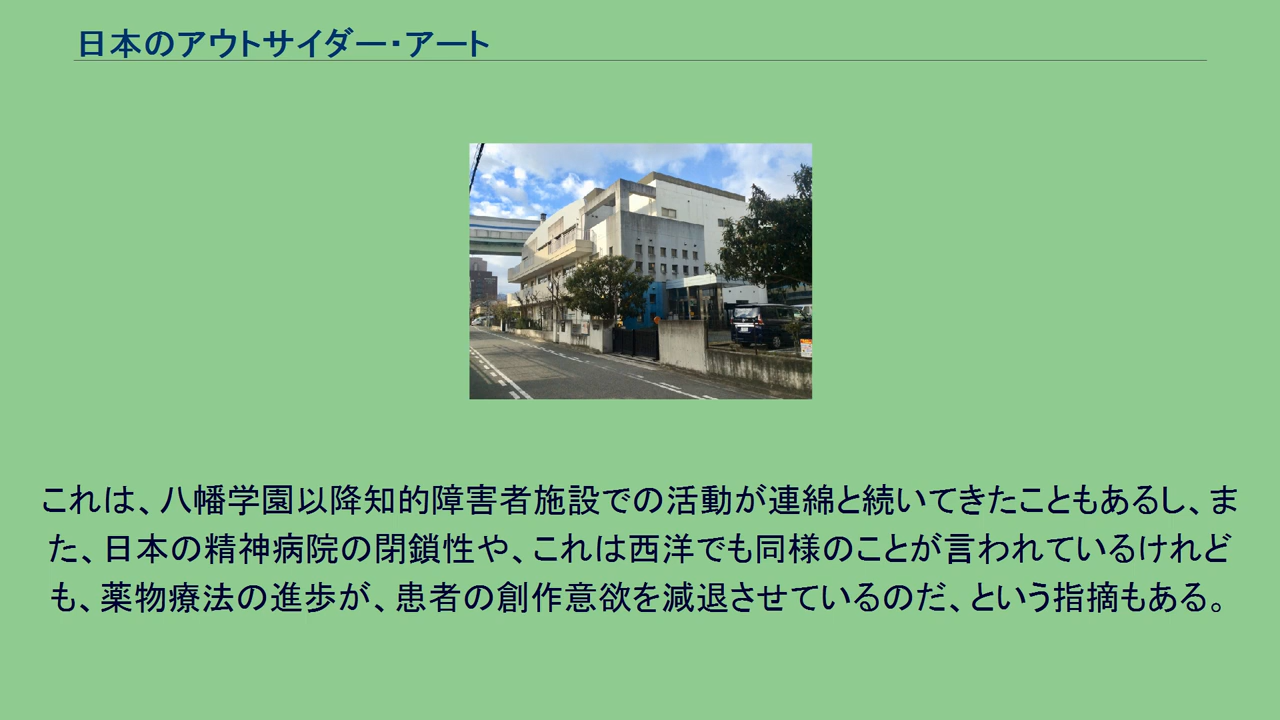 日本のアウトサイダー・アート
これは、八幡学園以降知的障害者施設での活動が連綿と続いてきたこともあるし、ま
た、日本の精神病院の閉鎖性や、これは西洋でも同様のことが言われているけれど
も、薬物療法の進歩が、患者の創作意欲を減退させているのだ、という指摘もある。